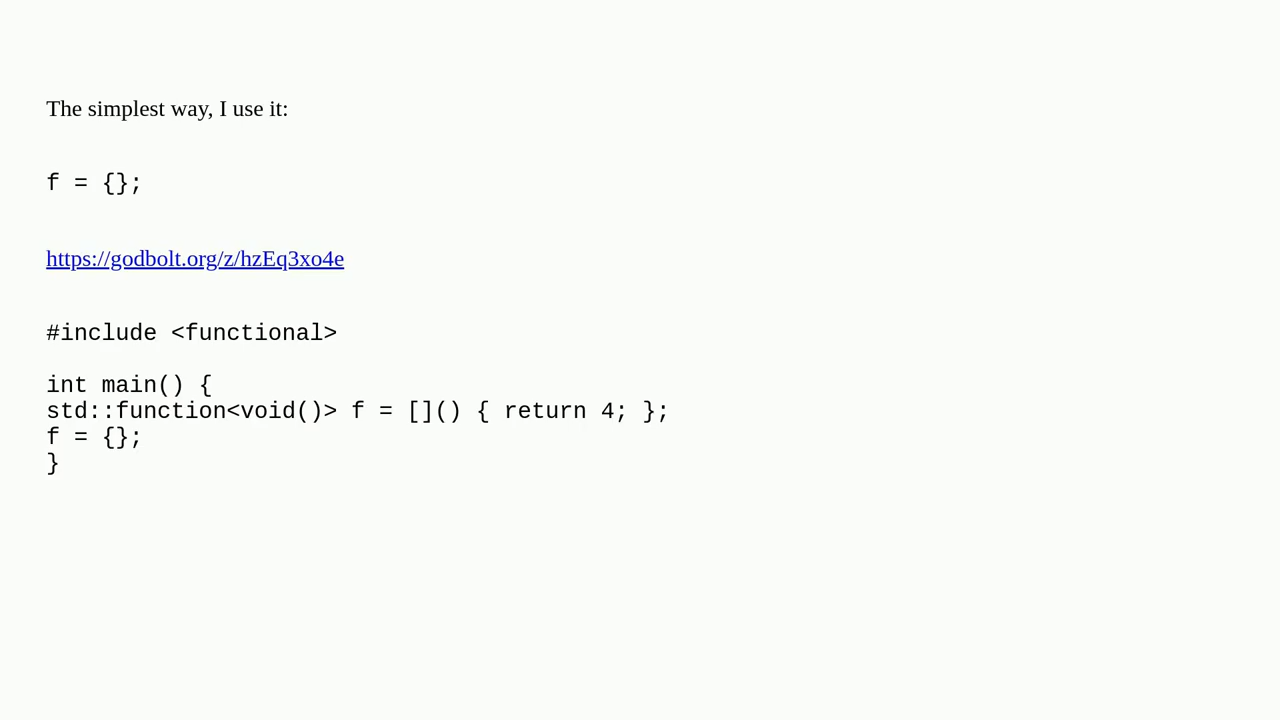 The simplest way, I use it:
f = {};
https://godbolt.org/z/hzEq3xo4e
#include <functional>
int main() {
std::function<void()> f = []() { return 4; };
f = {};
}